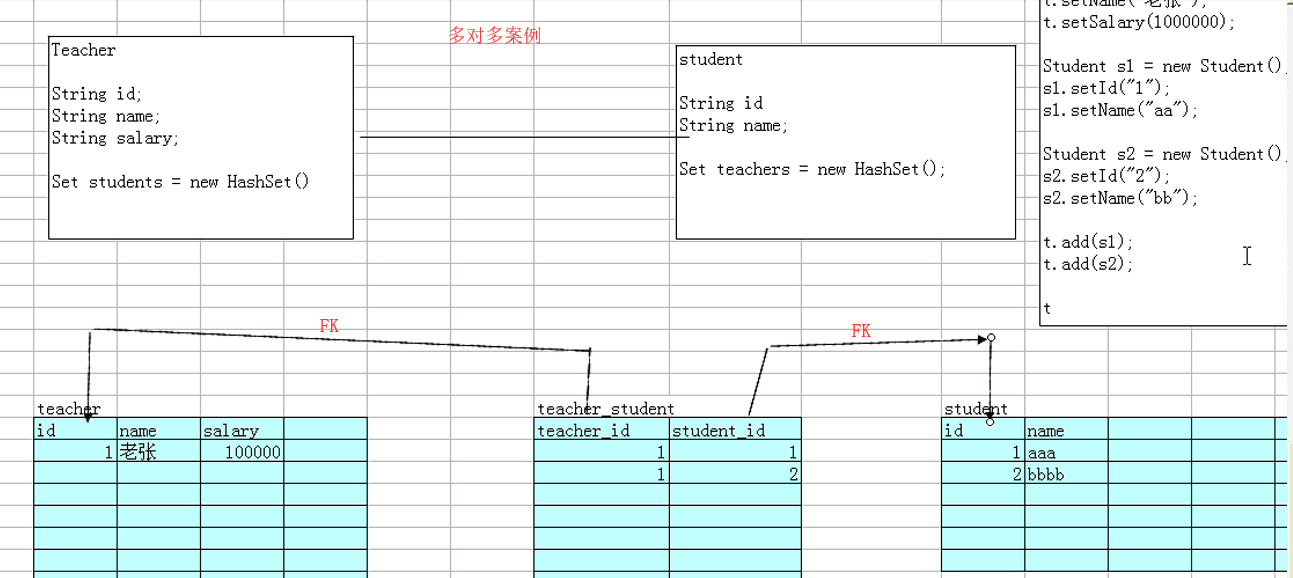 多对多案例
Teacher
String id;
String name;
String salary;
Set students = new HashSet()
student
String id
String name;
Set teachers = new HashSet();
t.setName("老张");
t.setSalary(1000000);
Student s1 = new Student()
s1.setId("1");
s1.setName("aa");
Student s2 = new Student()
s2.setId("2");
s2.setName("bb");
t.add(s1);
t.add(s2);
t
FK
FK
teacher
id name salary
1 老张 100000
teacher_student
teacher_id student_id
1 1
1 2
student
id name
1 aaa
2 bbbb